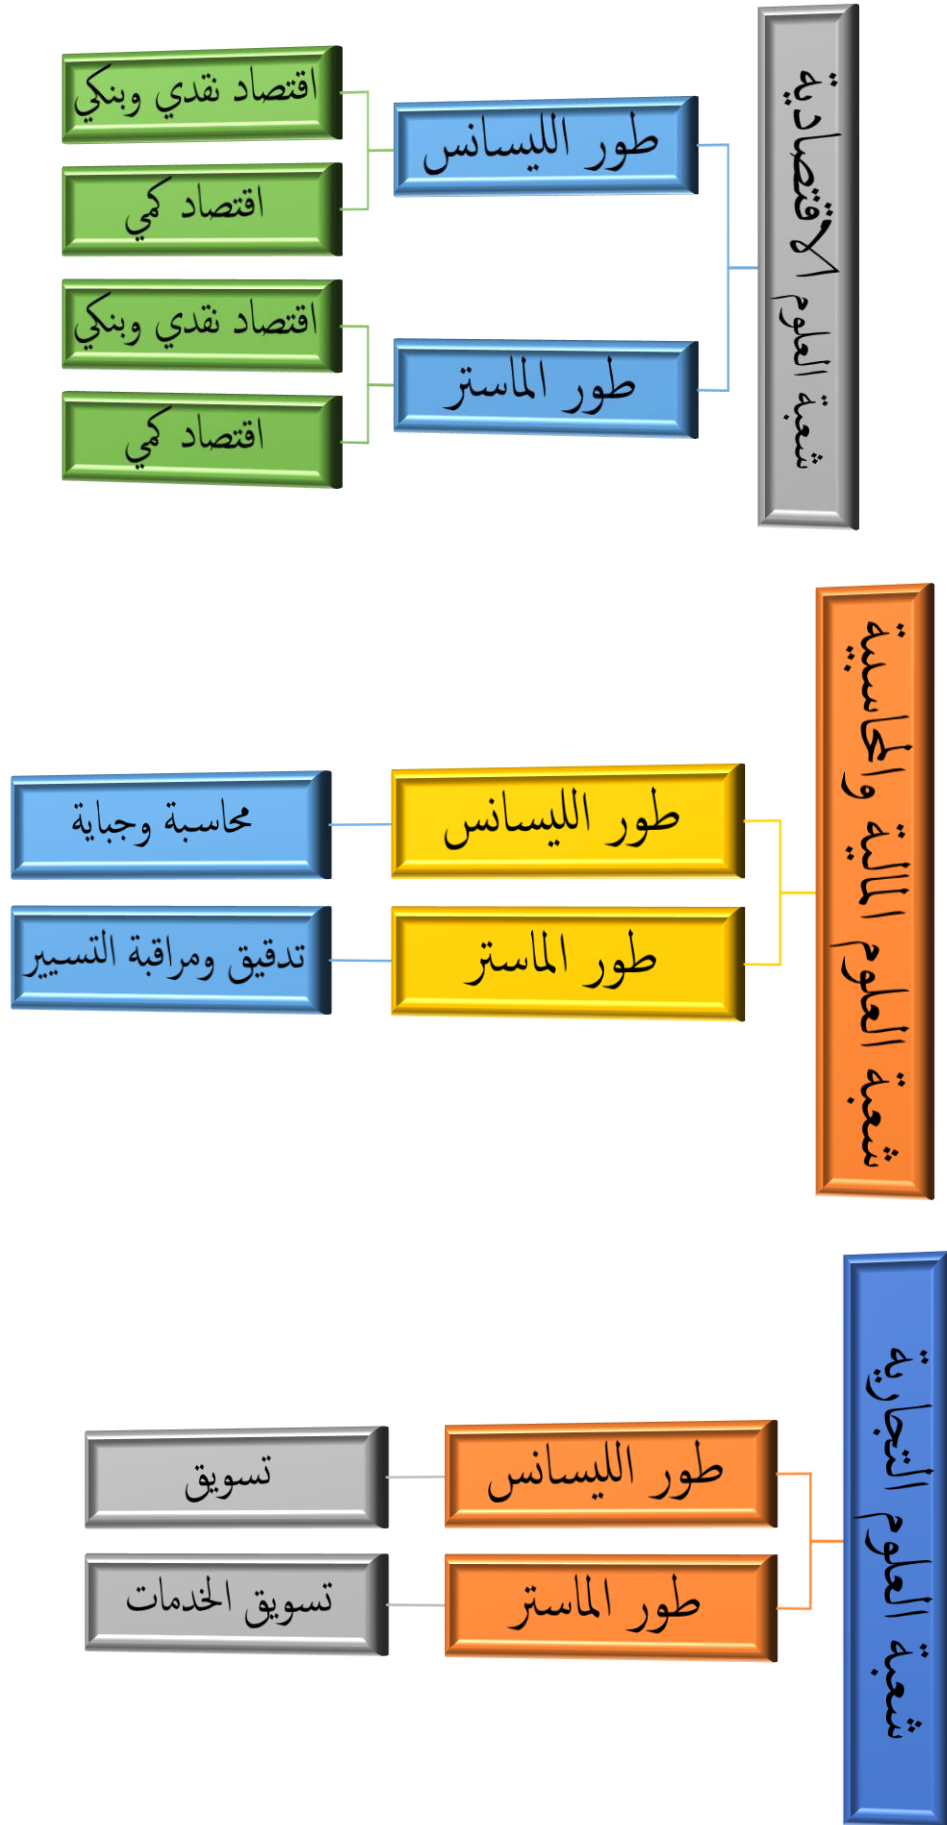 شعبة العلوم الاقتصادية
طور الليسانس
اقتصاد نقدي وبنكي
اقتصاد كمي
طور الماستر
اقتصاد نقدي وبنكي
اقتصاد كمي
شعبة العلوم المالية والمحاسبية
طور الليسانس
محاسبة وجباية
طور الماستر
تدقيق ومراقبة التسيير
شعبة العلوم التجارية
طور الليسانس
تسويق
طور الماستر
تسويق الخدمات